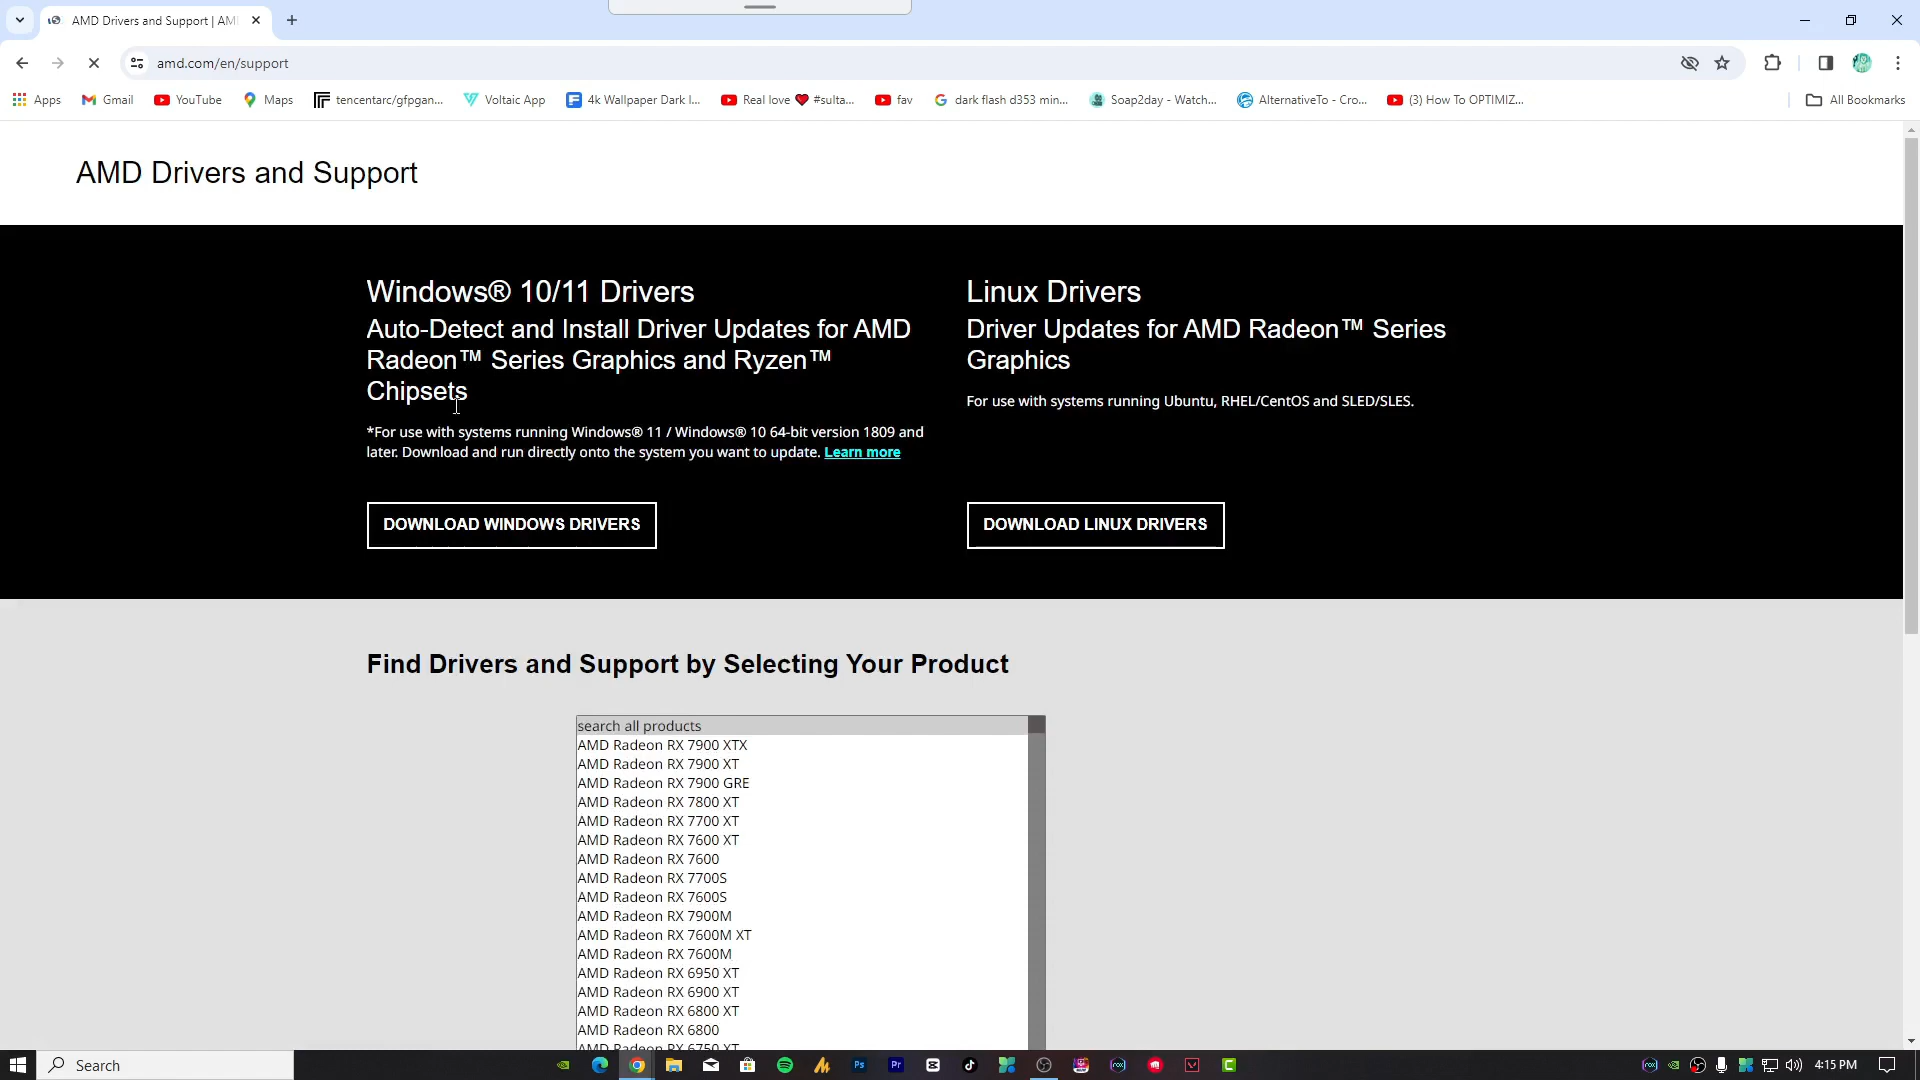 AMD Drivers and Support | AM
amd.com/en/support
Apps
Gmail
YouTube
Maps
tencentarc/gfpgan...
Voltaic App
4k Wallpaper Dark I...
Real love ❤ #sulta...
fav
dark flash d353 min...
Soap2day - Watch...
AlternativeTo - Cro...
(3) How To OPTIMIZ...
All Bookmarks
AMD Drivers and Support
Windows® 10/11 Drivers
Auto-Detect and Install Driver Updates for AMD
Radeon™ Series Graphics and Ryzen™
Chipsets
*For use with systems running Windows® 11 / Windows® 10 64-bit version 1809 and
later. Download and run directly onto the system you want to update. Learn more
DOWNLOAD WINDOWS DRIVERS
Linux Drivers
Driver Updates for AMD Radeon™ Series
Graphics
For use with systems running Ubuntu, RHEL/CentOS and SLED/SLES.
DOWNLOAD LINUX DRIVERS
Find Drivers and Support by Selecting Your Product
search all products
AMD Radeon RX 7900 XTX
AMD Radeon RX 7900 XT
AMD Radeon RX 7900 GRE
AMD Radeon RX 7800 XT
AMD Radeon RX 7700 XT
AMD Radeon RX 7600 XT
AMD Radeon RX 7600
AMD Radeon RX 7700S
AMD Radeon RX 7600S
AMD Radeon RX 7900M
AMD Radeon RX 7600M XT
AMD Radeon RX 7600M
AMD Radeon RX 6950 XT
AMD Radeon RX 6900 XT
AMD Radeon RX 6800 XT
AMD Radeon RX 6800
AMD Radeon RX 6750 XT
Search
Ps
Pr
4:15 PM